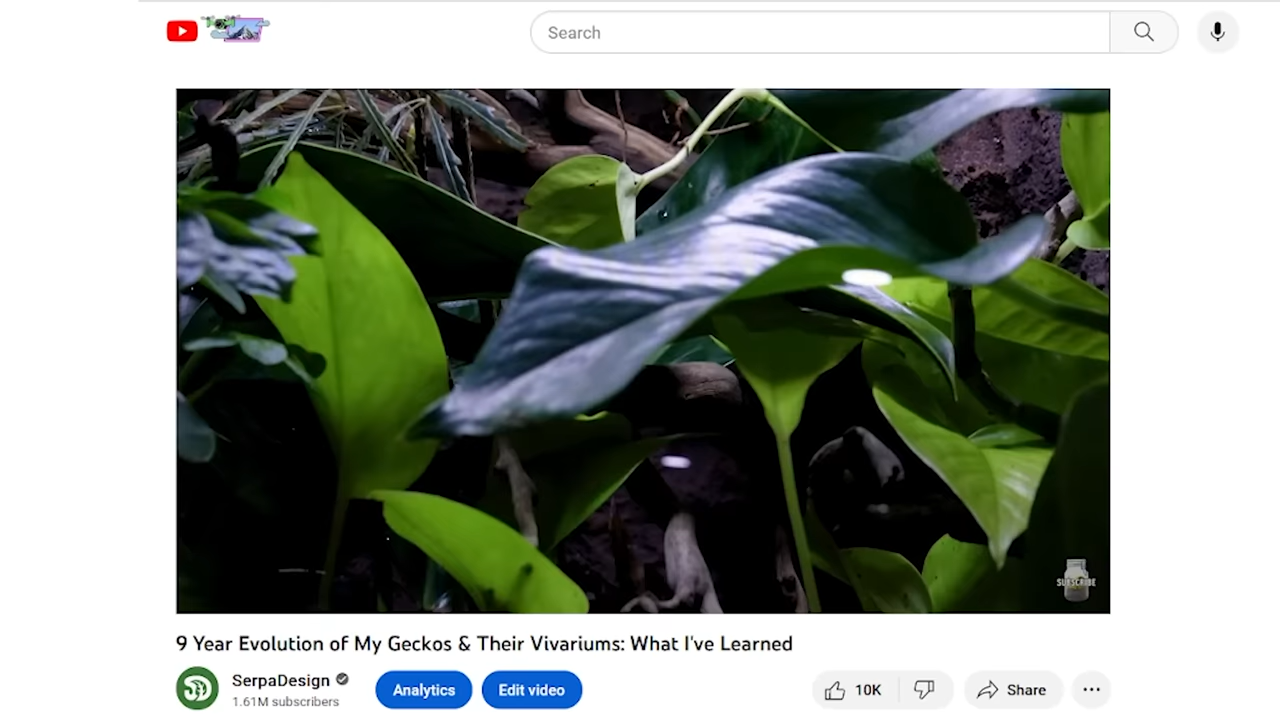 Search
SUBSCRIBE
9 Year Evolution of My Geckos & Their Vivariums: What I've Learned
SerpaDesign
1.61M subscribers
Analytics
Edit video
10K
Share